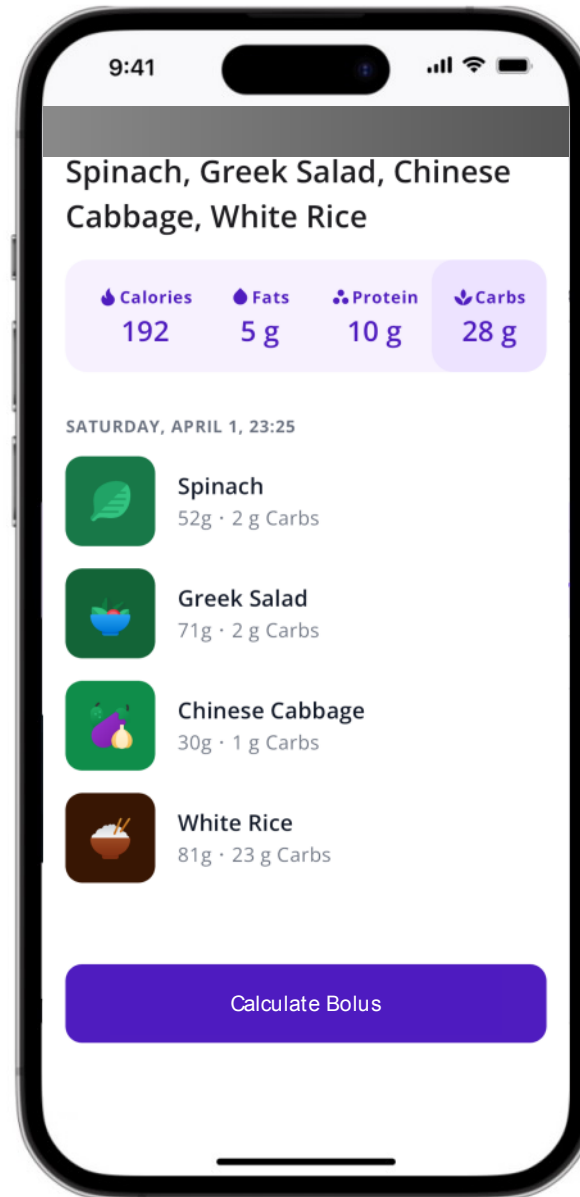 9:41
Spinach, Greek Salad, Chinese
Cabbage, White Rice
Calories Fats Protein Carbs
192 5 g 10 g 28 g
SATURDAY, APRIL 1, 23:25
Spinach
52g · 2 g Carbs
Greek Salad
71g · 2 g Carbs
Chinese Cabbage
30g · 1 g Carbs
White Rice
81g · 23 g Carbs
Calculate Bolus